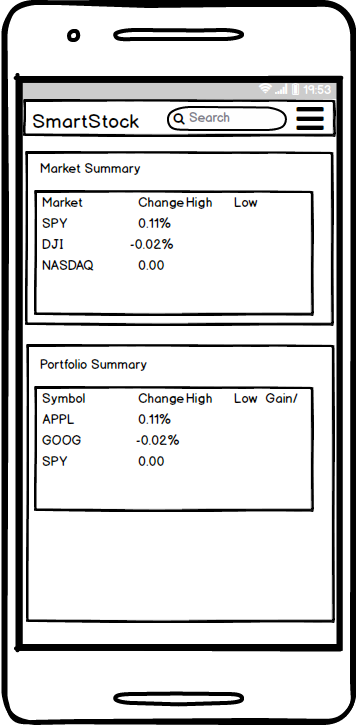 19:53
SmartStock Search
Market Summary
Market Change High Low
SPY 0.11%
DJI -0.02%
NASDAQ 0.00
Portfolio Summary
Symbol Change High Low Gain/
APPL 0.11%
GOOG -0.02%
SPY 0.00